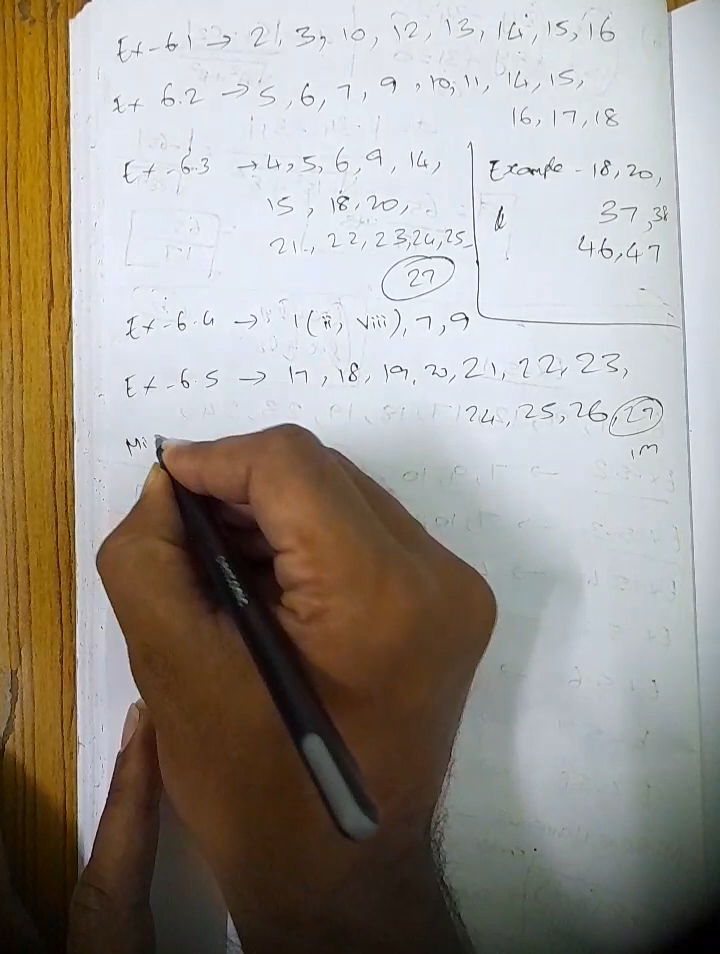 Ex-6.1 → 2, 3, 10, 12, 13, 14, 15, 16
Ex 6.2 → 5, 6, 7, 9, 10, 11, 14, 15,
16, 17, 18
Ex-6.3 → 4, 5, 6, 9, 14,
15, 18, 20,
21, 22, 23, 24, 25
27
Example - 18, 20,
37, 38
46, 47
Ex-6.4 → 1(ii, viii), 7, 9
Ex-6.5 → 17, 18, 19, 20, 21, 22, 23,
24, 25, 26, 27
1M
Mi